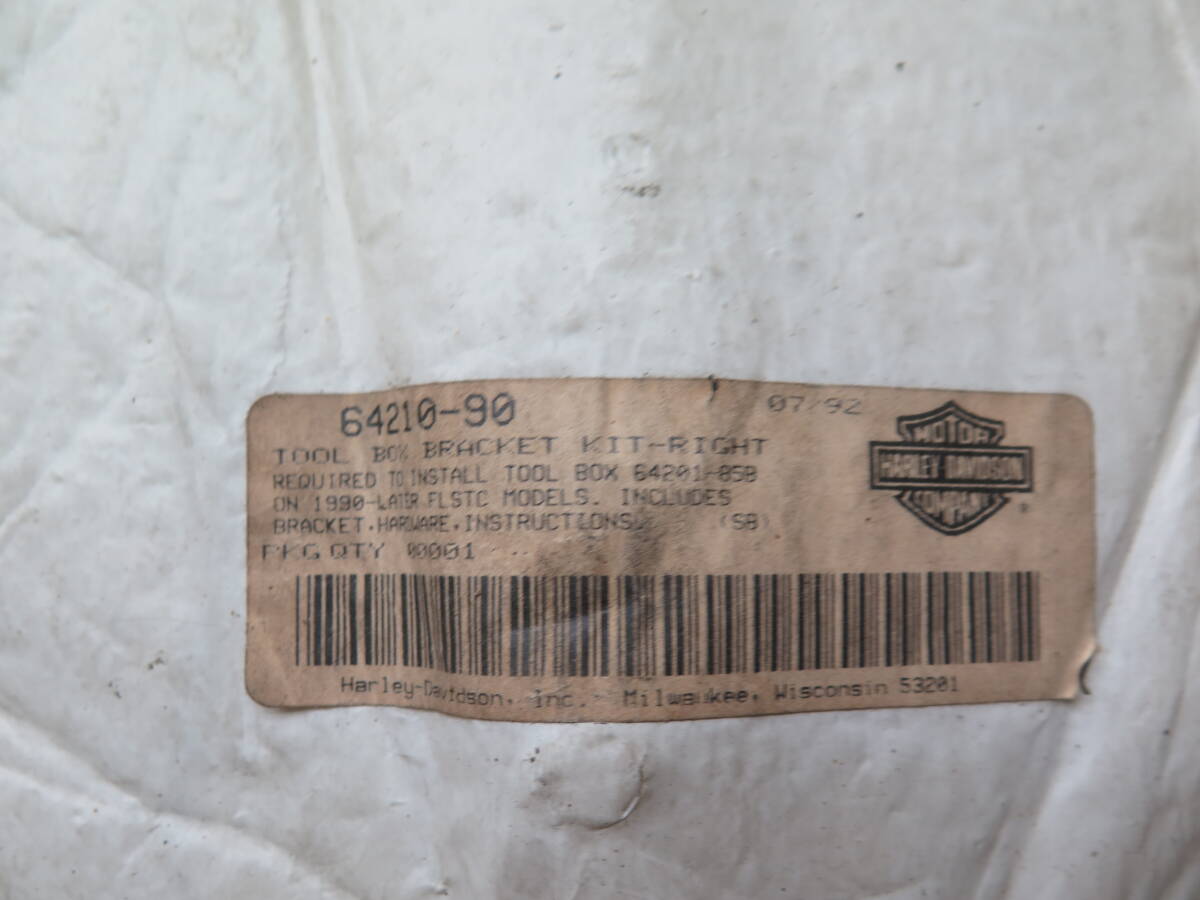 64210-90 07/92
TOOL BOX BRACKET KIT-RIGHT
REQUIRED TO INSTALL TOOL BOX 64201-85B
ON 1990-LATER FLSTC MODELS. INCLUDES
BRACKET, HARDWARE, INSTRUCTIONS. (SB)
PKG QTY 00001
MOTOR
HARLEY-DAVIDSON
COMPANY
®
Harley-Davidson, Inc. - Milwaukee, Wisconsin 53201